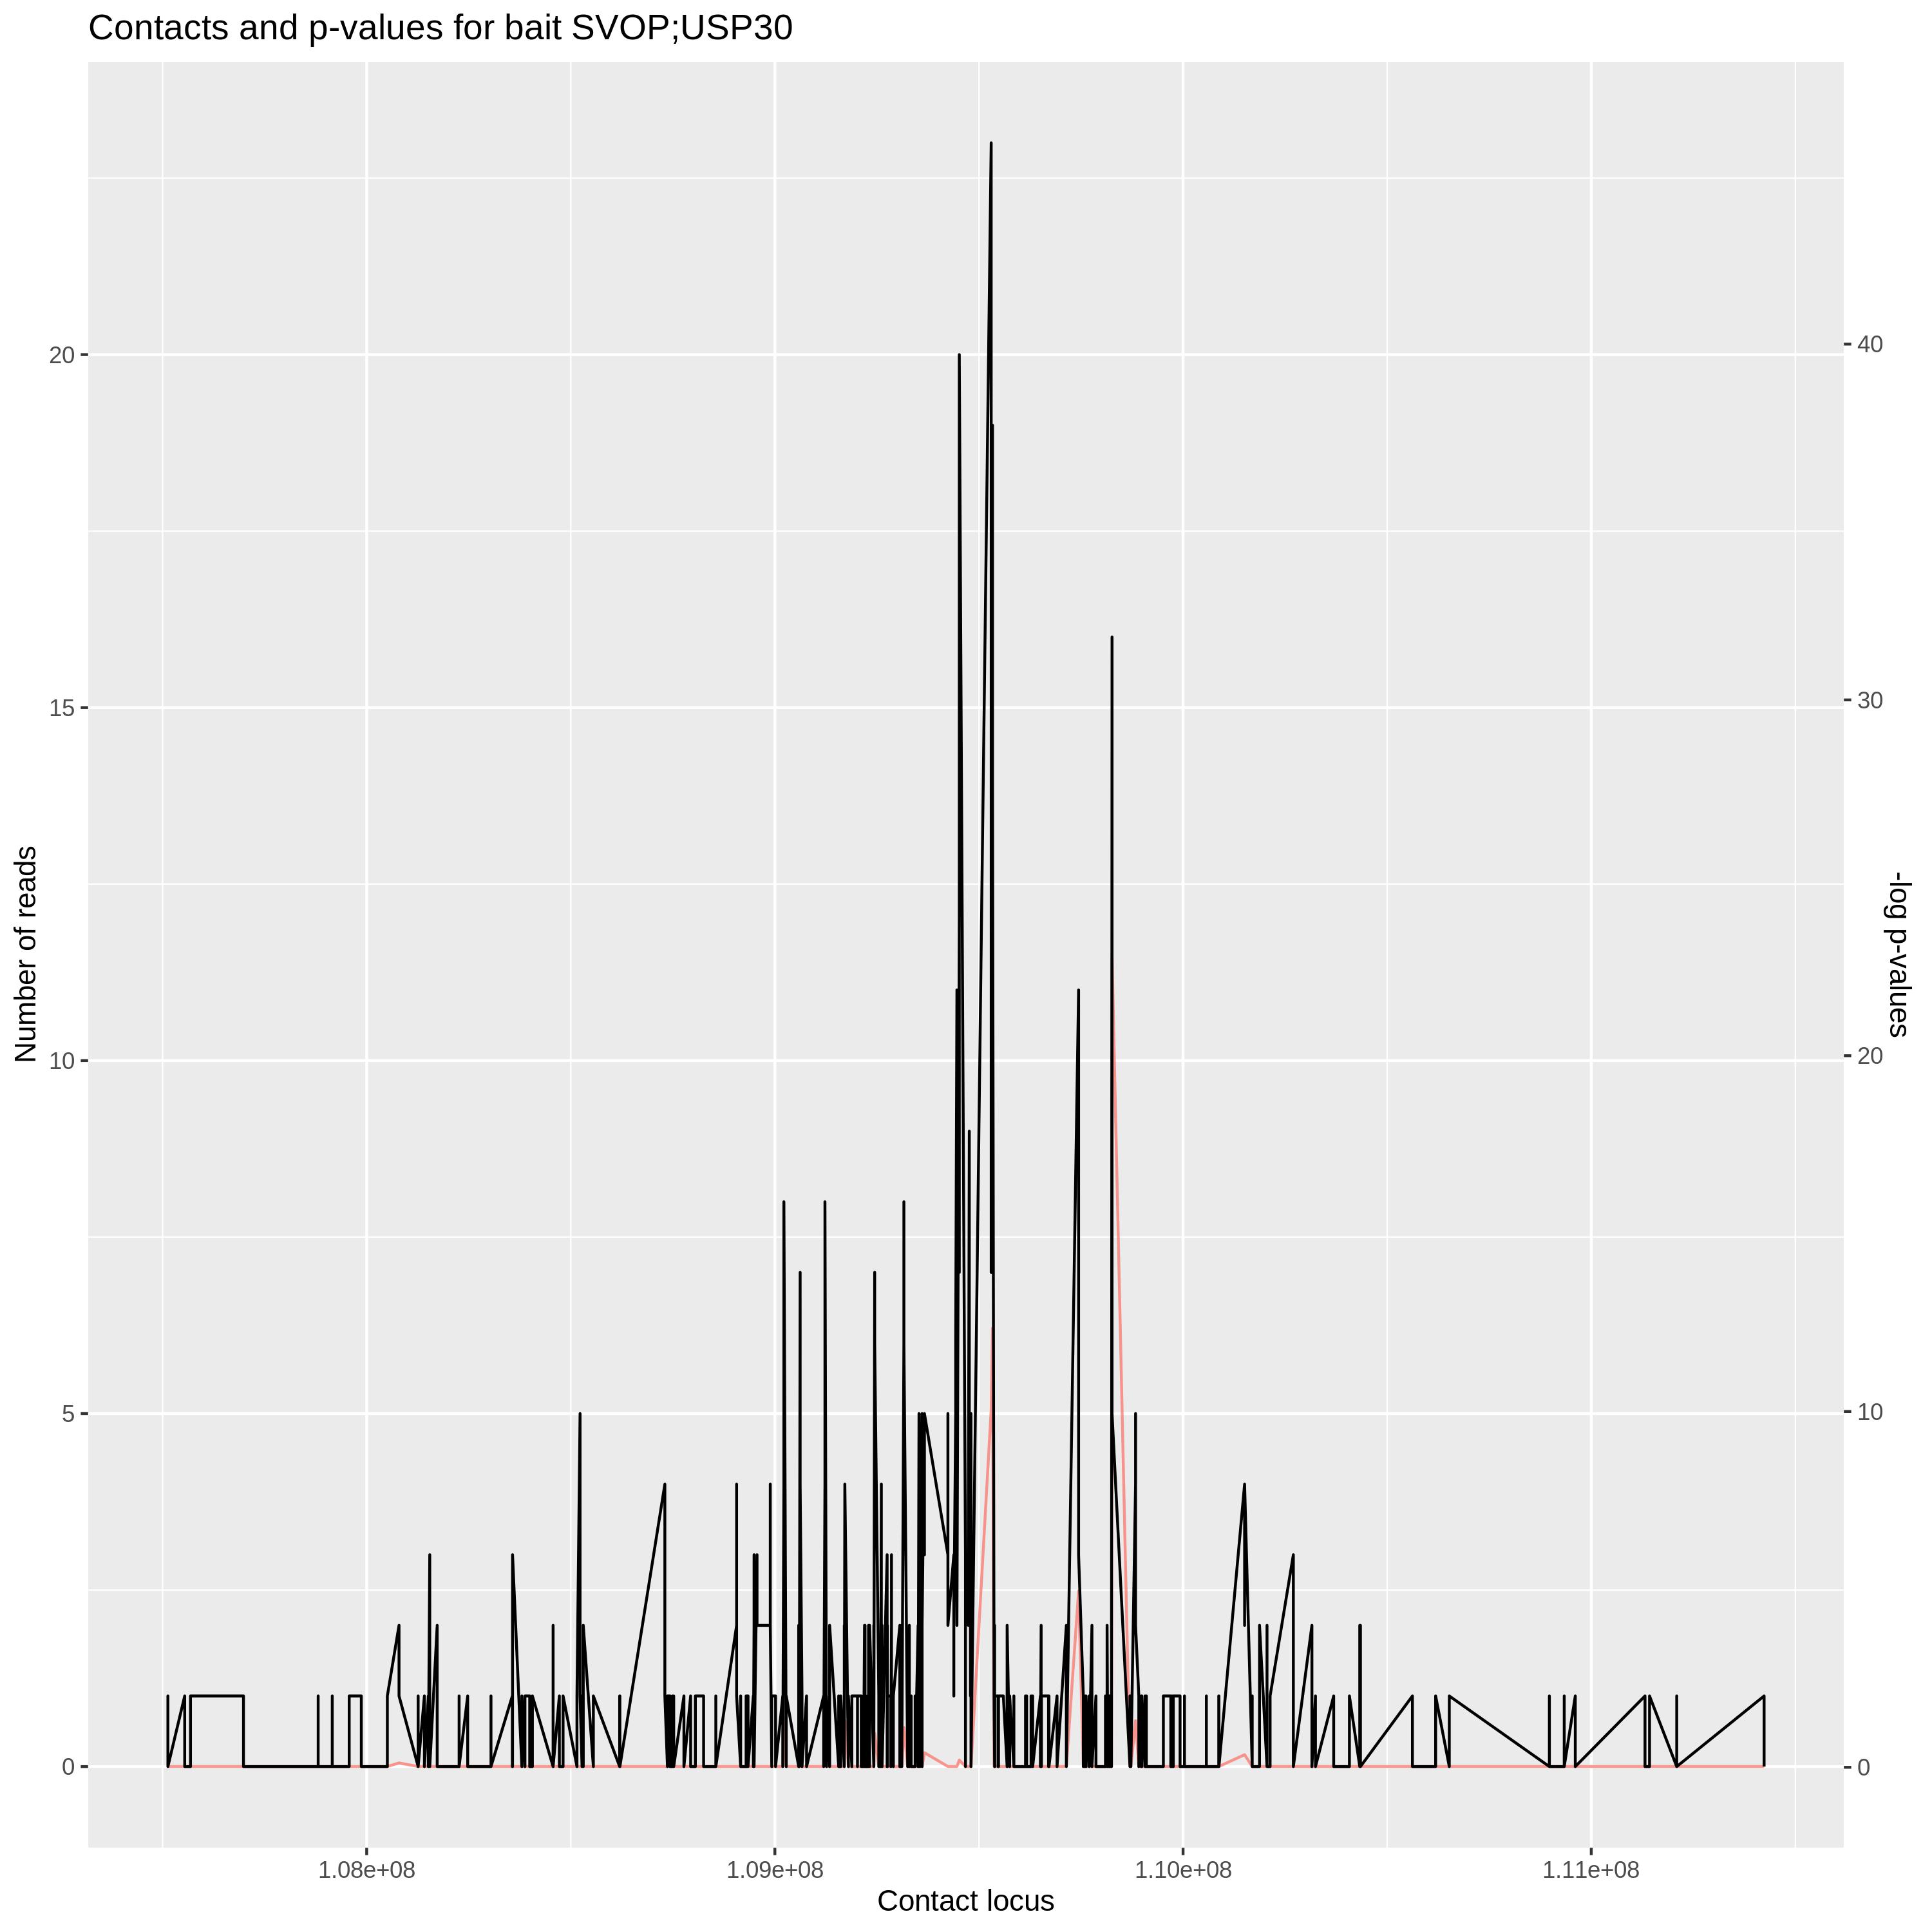 Contacts and p-values for bait SVOP;USP30
20
15
10
5
0
Number of reads
40
30
20
10
0
-log p-values
1.08e+08
1.09e+08
1.10e+08
1.11e+08
Contact locus